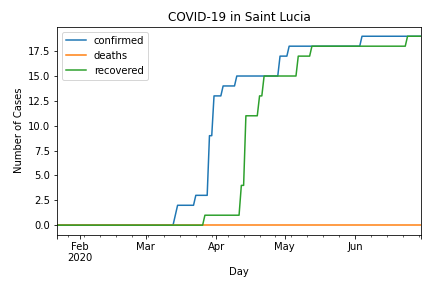 COVID-19 in Saint Lucia
confirmed
deaths
recovered
Number of Cases
17.5
15.0
12.5
10.0
7.5
5.0
2.5
0.0
Feb
2020
Mar
Apr
May
Jun
Day